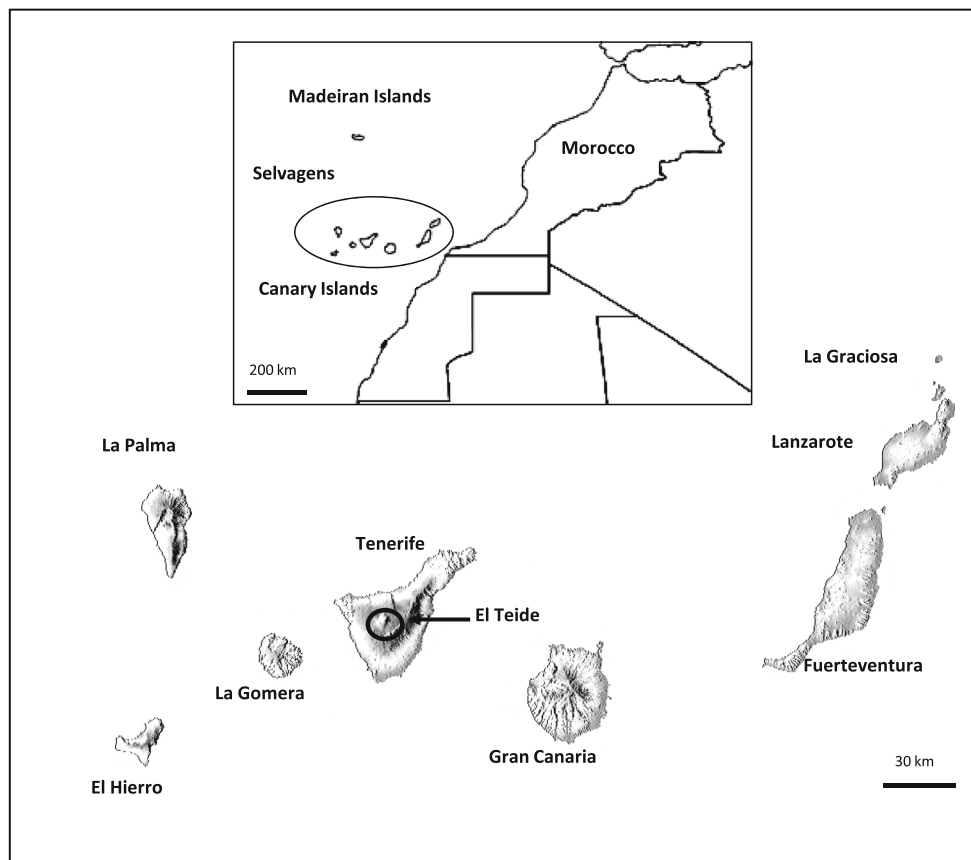 Madeiran Islands
Morocco
Selvagens
Canary Islands
200 km
La Graciosa
Lanzarote
La Palma
Tenerife
El Teide
Fuerteventura
La Gomera
Gran Canaria
30 km
El Hierro